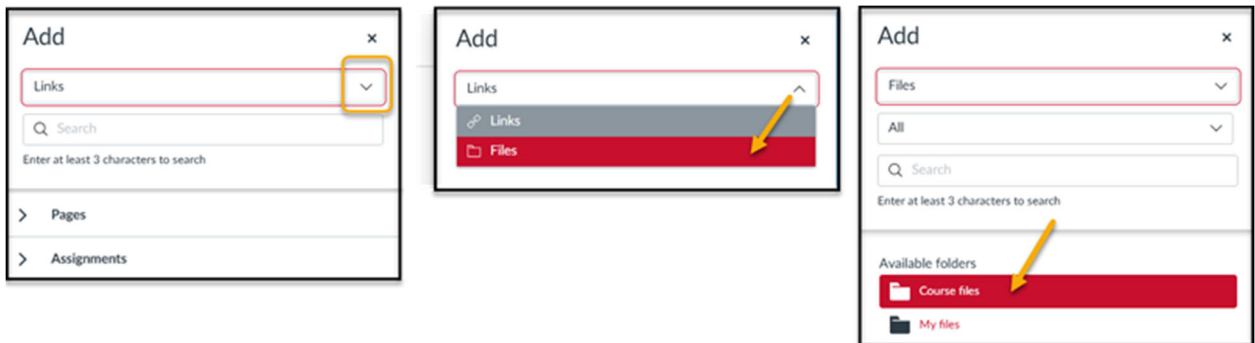 Add
×
Links
Search
Enter at least 3 characters to search
Pages
Assignments
Add
×
Links
Links
Files
Add
×
Files
All
Search
Enter at least 3 characters to search
Available folders
Course files
My files